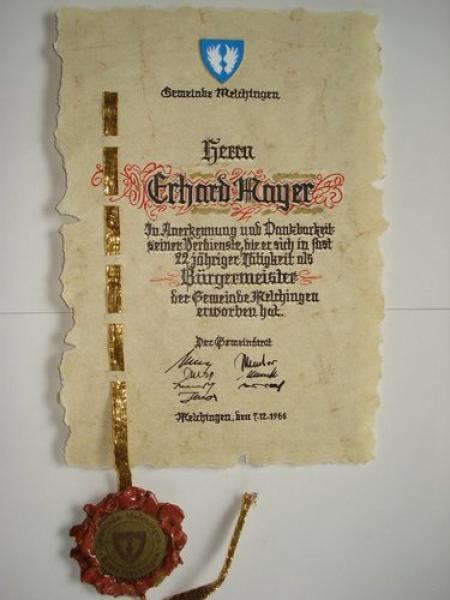 Gemeinde Melchingen
Herrn
Erhard Mayer
In Anerkennung und Dankbarkeit
seiner Verdienste, die er sich in fast
22 jähriger Tätigkeit als
Bürgermeister
der Gemeinde Melchingen
erworben hat.
Der Gemeinderat
Melchingen, den 7.12.1966